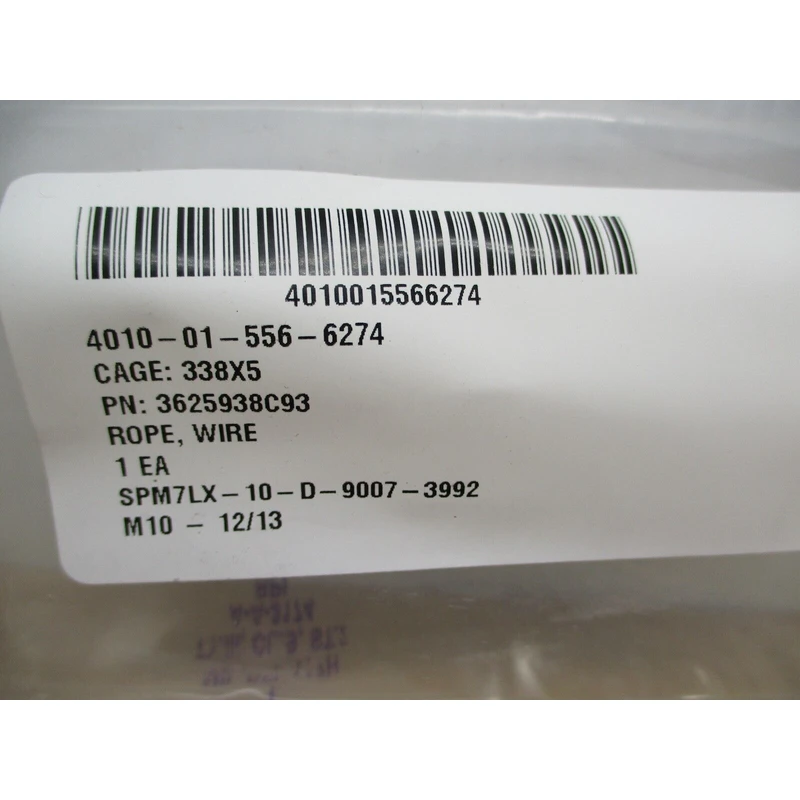 4010015566274
4010-01-556-6274
CAGE: 338X5
PN: 3625938C93
ROPE, WIRE
1 EA
SPM7LX-10-D-9007-3992
M10 - 12/13
A-A-3174